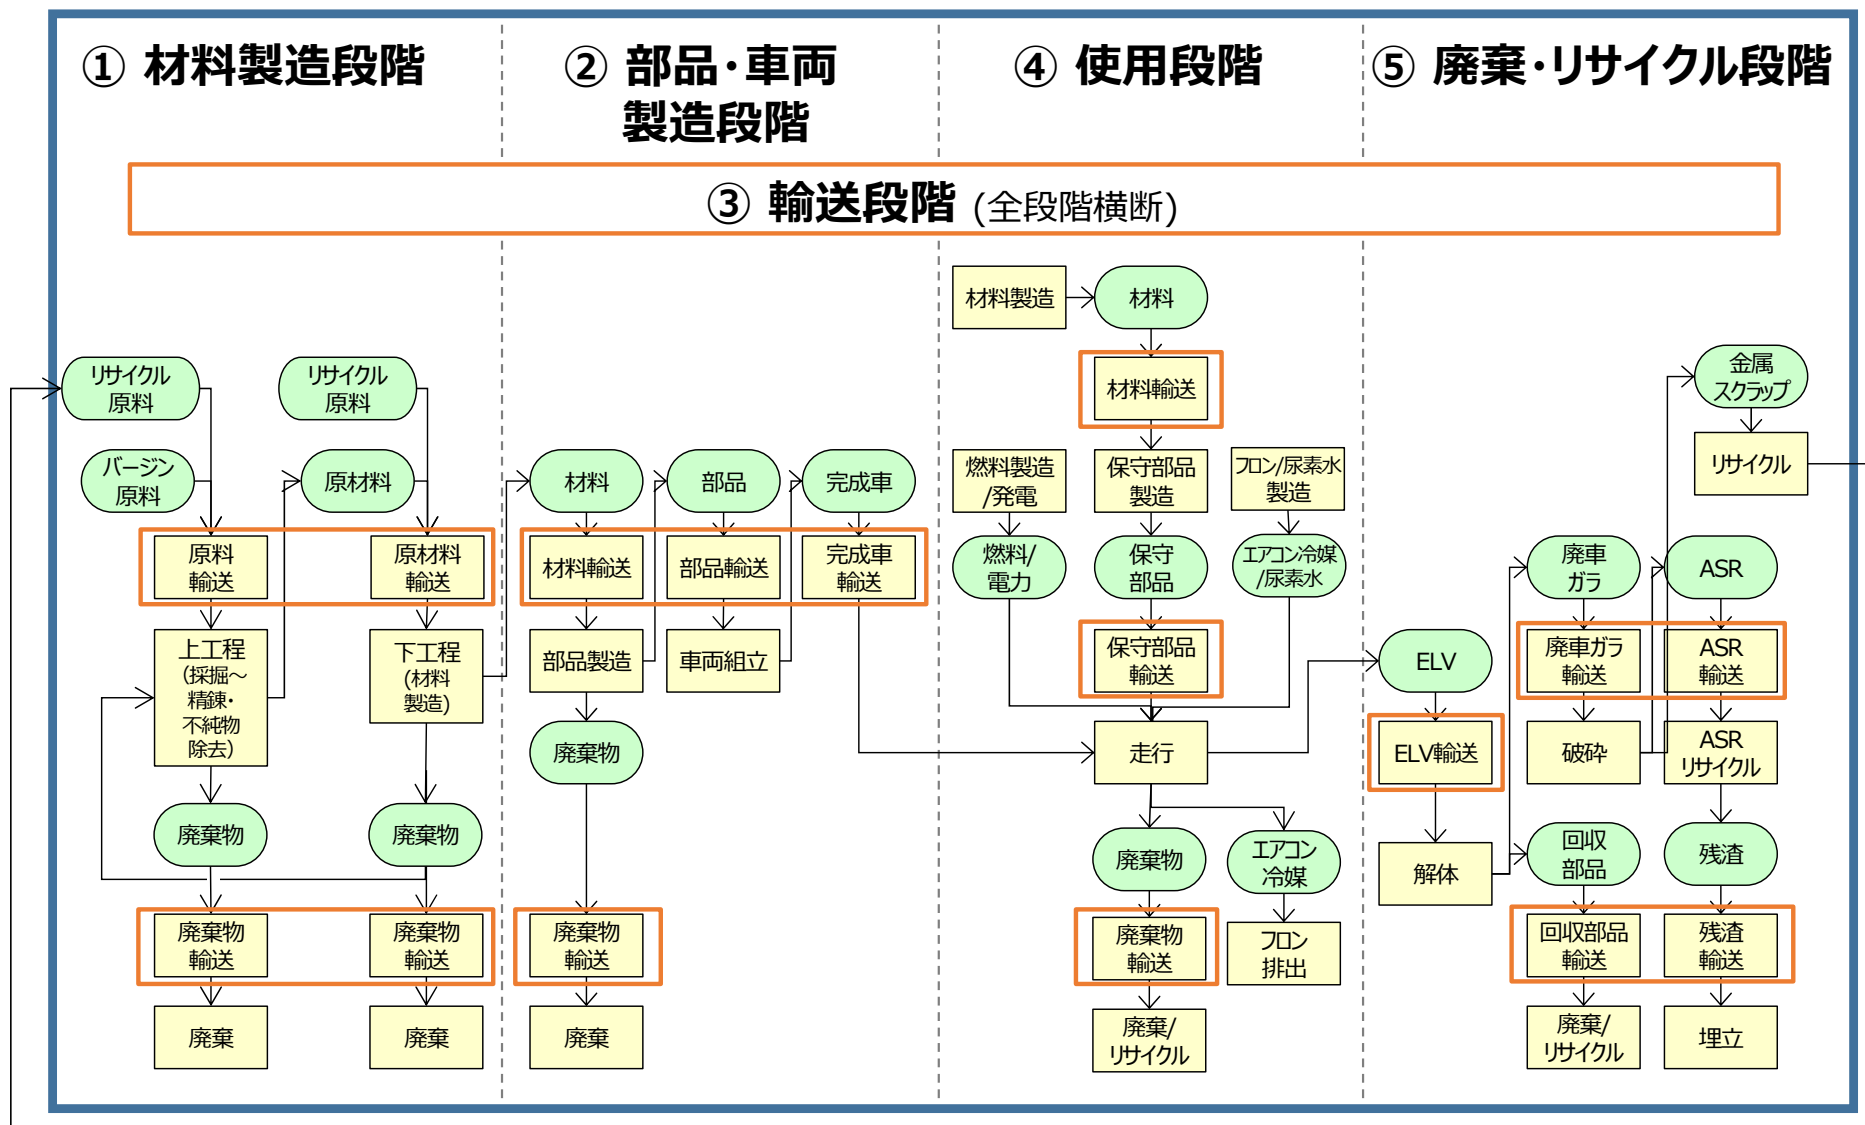 ① 材料製造段階
② 部品・車両
製造段階
④ 使用段階
⑤ 廃棄・リサイクル段階
③ 輸送段階 (全段階横断)
リサイクル
原料
リサイクル
原料
バージン
原料
原材料
原料
輸送
原材料
輸送
上工程
(採掘~
精錬・
不純物
除去)
下工程
(材料
製造)
廃棄物
廃棄物
廃棄物
輸送
廃棄物
輸送
廃棄
廃棄
材料
部品
完成車
材料輸送
部品輸送
完成車
輸送
部品製造
車両組立
廃棄物
廃棄物
輸送
廃棄
材料製造
材料
材料輸送
燃料製造
/発電
保守部品
製造
フロン/尿素水
製造
燃料/
電力
保守
部品
エアコン冷媒
/尿素水
保守部品
輸送
走行
廃棄物
エアコン
冷媒
廃棄物
輸送
フロン
排出
廃棄/
リサイクル
金属
スクラップ
リサイクル
廃車
ガラ
ASR
ELV
廃車ガラ
輸送
ASR
輸送
ELV輸送
破砕
ASR
リサイクル
解体
回収
部品
残渣
回収部品
輸送
残渣
輸送
廃棄/
リサイクル
埋立